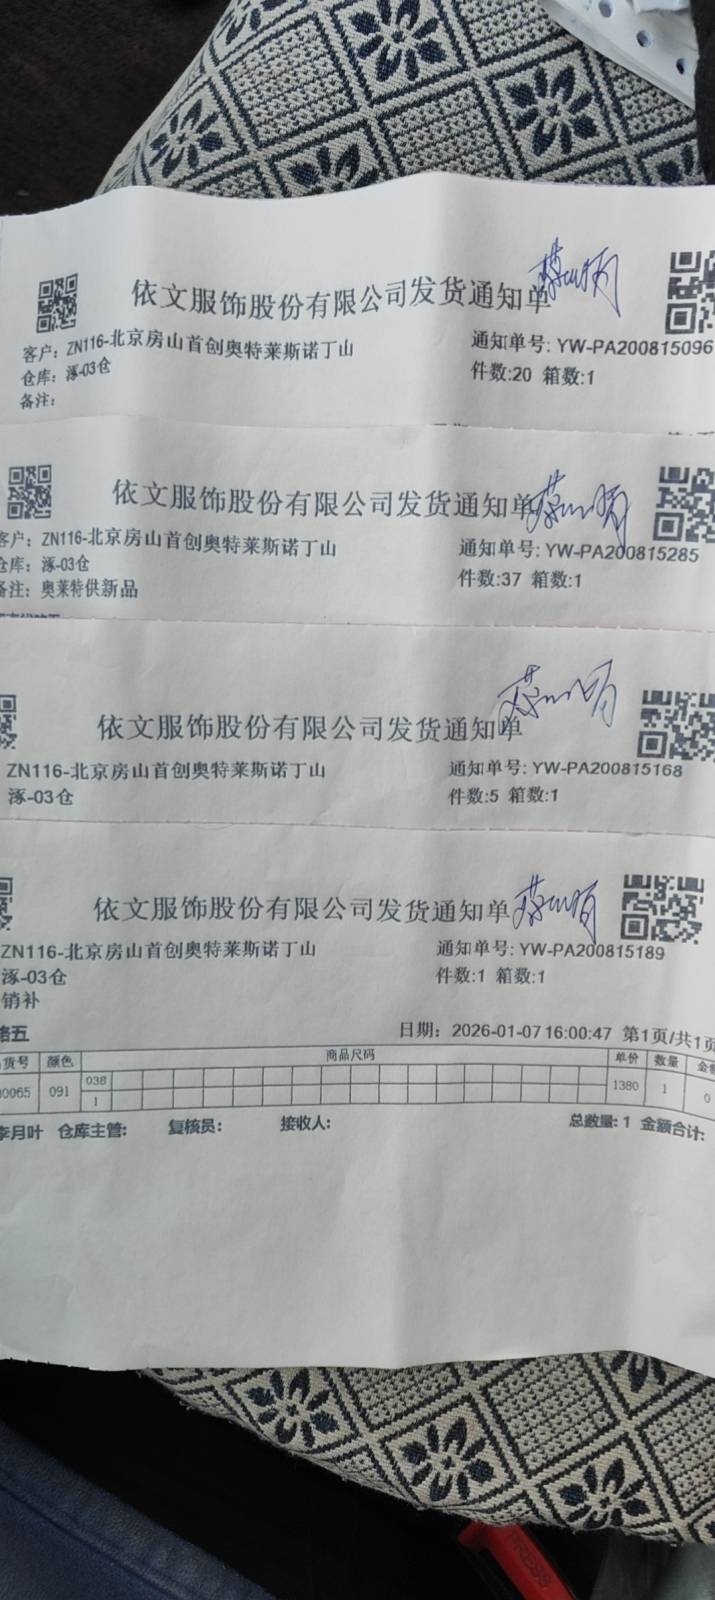 依文服饰股份有限公司发货通知单
客户：ZN116-北京房山首创奥特莱斯诺丁山
通知单号: YW-PA200815096
仓库：涿-03仓
件数:20 箱数:1
备注：
依文服饰股份有限公司发货通知单
客户：ZN116-北京房山首创奥特莱斯诺丁山
通知单号: YW-PA200815285
仓库：涿-03仓
件数:37 箱数:1
备注：奥莱特供新品
依文服饰股份有限公司发货通知单
ZN116-北京房山首创奥特莱斯诺丁山
通知单号: YW-PA200815168
涿-03仓
件数:5 箱数:1
依文服饰股份有限公司发货通知单
ZN116-北京房山首创奥特莱斯诺丁山
通知单号: YW-PA200815189
涿-03仓
件数:1 箱数:1
销补
路五 日期：2026-01-07 16:00:47 第1页/共1页
货号 颜色 商品尺码 单价 数量 金额
0065 091 038 1380 1 0
1
李月叶 仓库主管: 复核员: 接收人: 总数量: 1 金额合计: